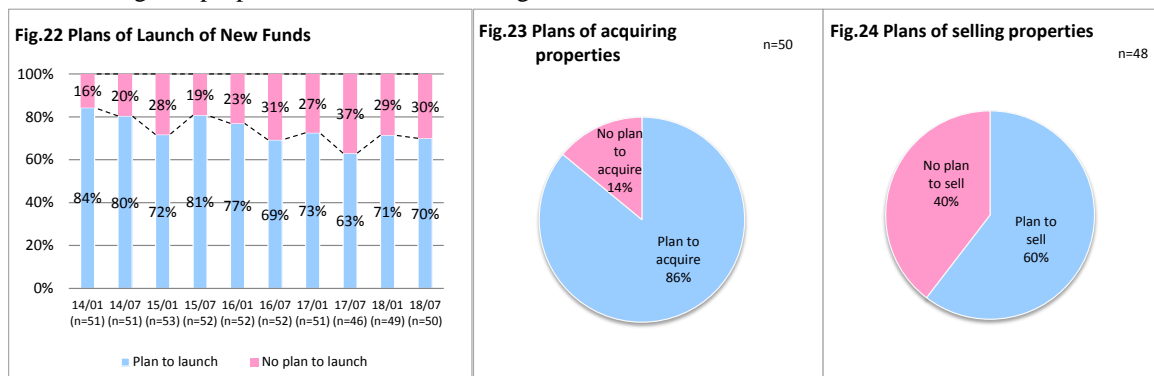 Fig.22 Plans of Launch of New Funds
100%
80%
60%
40%
20%
0%
16%
20%
28%
19%
23%
31%
27%
37%
29%
30%
84%
80%
72%
81%
77%
69%
73%
63%
71%
70%
14/01 14/07 15/01 15/07 16/01 16/07 17/01 17/07 18/01 18/07
(n=51) (n=51) (n=53) (n=52) (n=52) (n=52) (n=51) (n=46) (n=49) (n=50)
Plan to launch No plan to launch
Fig.23 Plans of acquiring
properties
n=50
No plan
to
acquire
14%
Plan to
acquire
86%
Fig.24 Plans of selling properties
n=48
No plan
to sell
40%
Plan to
sell
60%